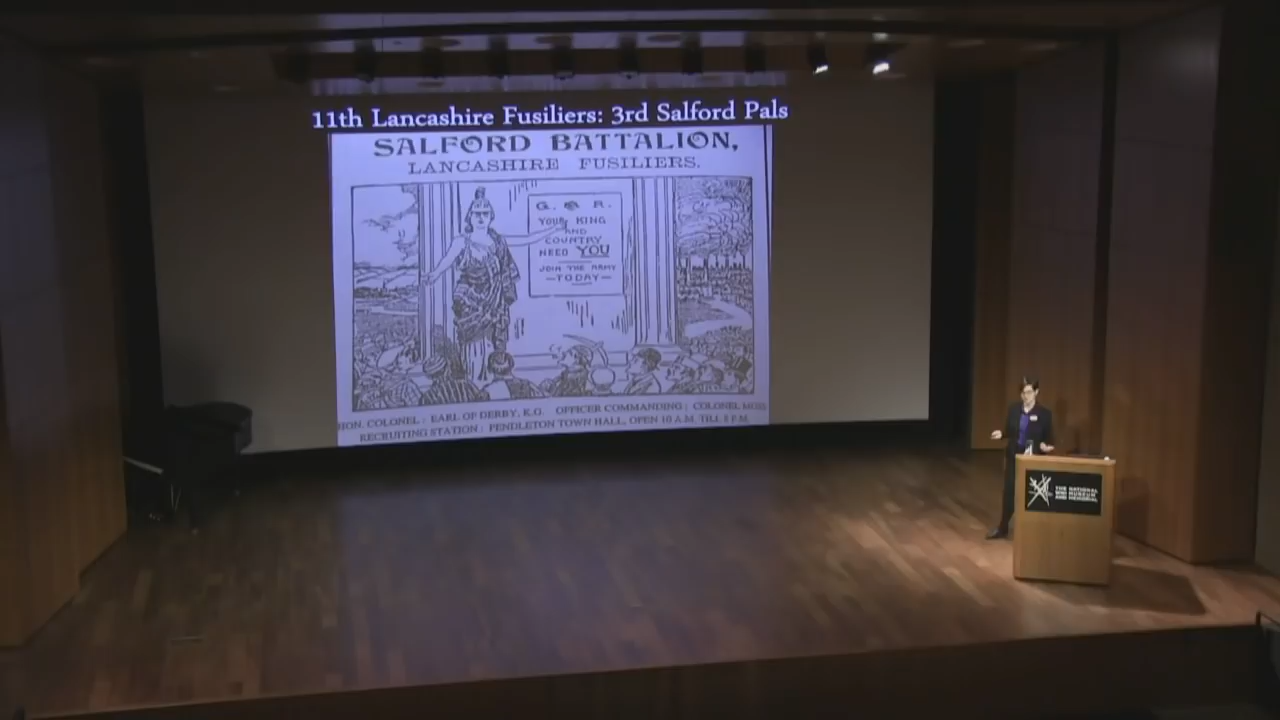 11th Lancashire Fusiliers: 3rd Salford Pals
SALFORD BATTALION,
LANCASHIRE FUSILIERS.
G. R.
YOUR KING
AND
COUNTRY
NEED YOU
JOIN THE ARMY
—TODAY—
HON. COLONEL: EARL OF DERBY, K.G. OFFICER COMMANDING: COLONEL MOSS
RECRUITING STATION: PENDLETON TOWN HALL, OPEN 10 A.M. TILL 8 P.M.
THE NATIONAL
WWI MUSEUM
AND MEMORIAL